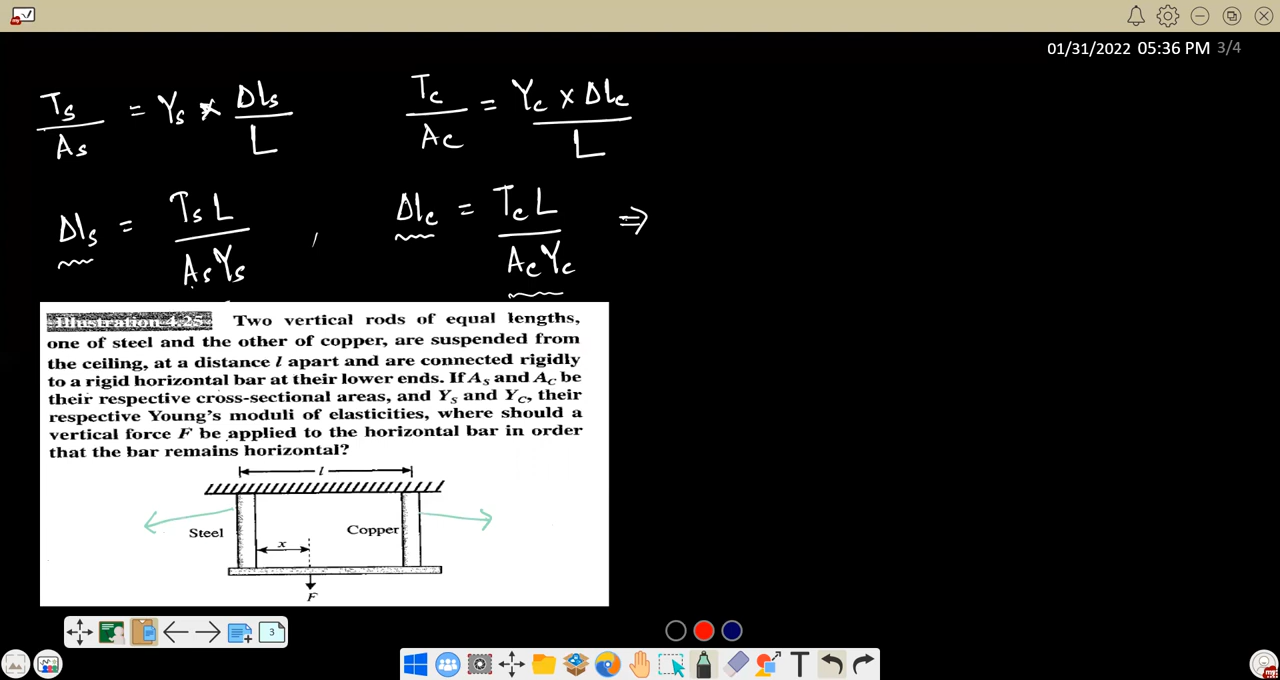 01/31/2022 05:36 PM 3/4
Ts/As = Ys × Δls/L    Tc/Ac = Yc × Δlc/L
Δls = TsL/AsYs , Δlc = TcL/AcYc ⇒
Illustration 4.25 Two vertical rods of equal lengths,
one of steel and the other of copper, are suspended from
the ceiling, at a distance l apart and are connected rigidly
to a rigid horizontal bar at their lower ends. If AS and AC be
their respective cross-sectional areas, and YS and YC, their
respective Young's moduli of elasticities, where should a
vertical force F be applied to the horizontal bar in order
that the bar remains horizontal?
l
Steel
Copper
x
F
3
T